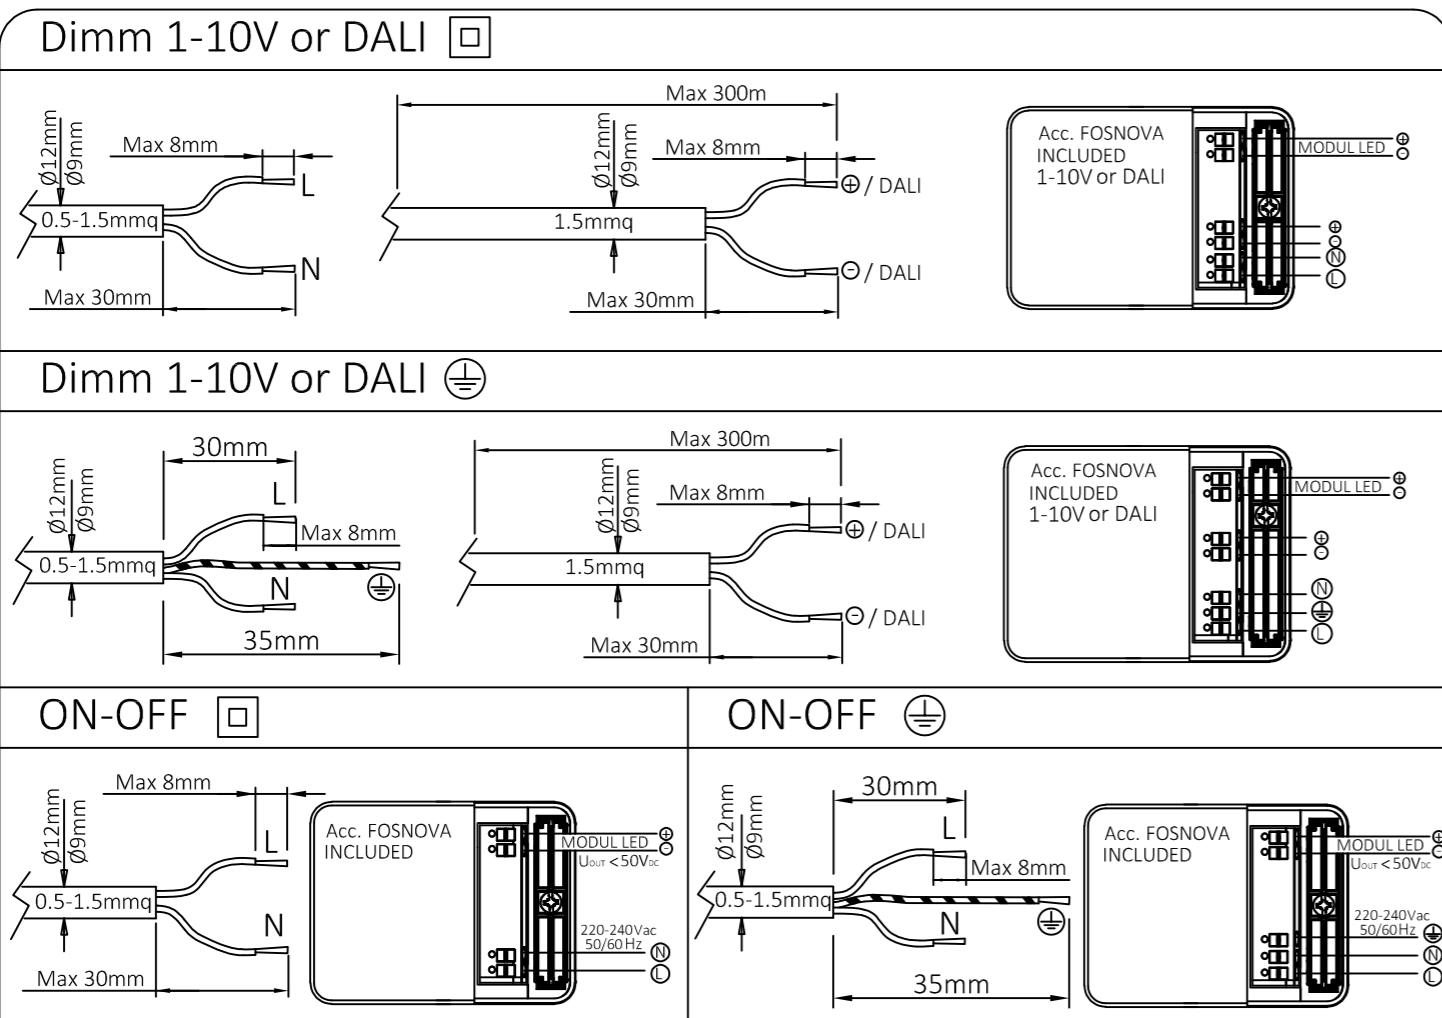 Dimm 1-10V or DALI
Ø12mm
Ø9mm
Max 8mm
L
0.5-1.5mmq
N
Max 30mm
Max 300m
Ø12mm
Ø9mm
Max 8mm
⊕ / DALI
1.5mmq
⊖ / DALI
Max 30mm
Acc. FOSNOVA
INCLUDED
1-10V or DALI
MODUL LED
⊕
⊖
⊕
⊖
N
L
Dimm 1-10V or DALI
30mm
Ø12mm
Ø9mm
L
Max 8mm
0.5-1.5mmq
N
35mm
Max 300m
Ø12mm
Ø9mm
Max 8mm
⊕ / DALI
1.5mmq
⊖ / DALI
Max 30mm
Acc. FOSNOVA
INCLUDED
1-10V or DALI
MODUL LED
⊕
⊖
⊕
⊖
N
L
ON-OFF
Max 8mm
Ø12mm
Ø9mm
L
0.5-1.5mmq
N
Max 30mm
Acc. FOSNOVA
INCLUDED
MODUL LED
⊕
⊖
UOUT <50VDC
220-240Vac
50/60Hz
N
L
ON-OFF
30mm
Ø12mm
Ø9mm
L
Max 8mm
0.5-1.5mmq
N
35mm
Acc. FOSNOVA
INCLUDED
MODUL LED
⊕
⊖
UOUT <50VDC
220-240Vac
50/60Hz
N
L